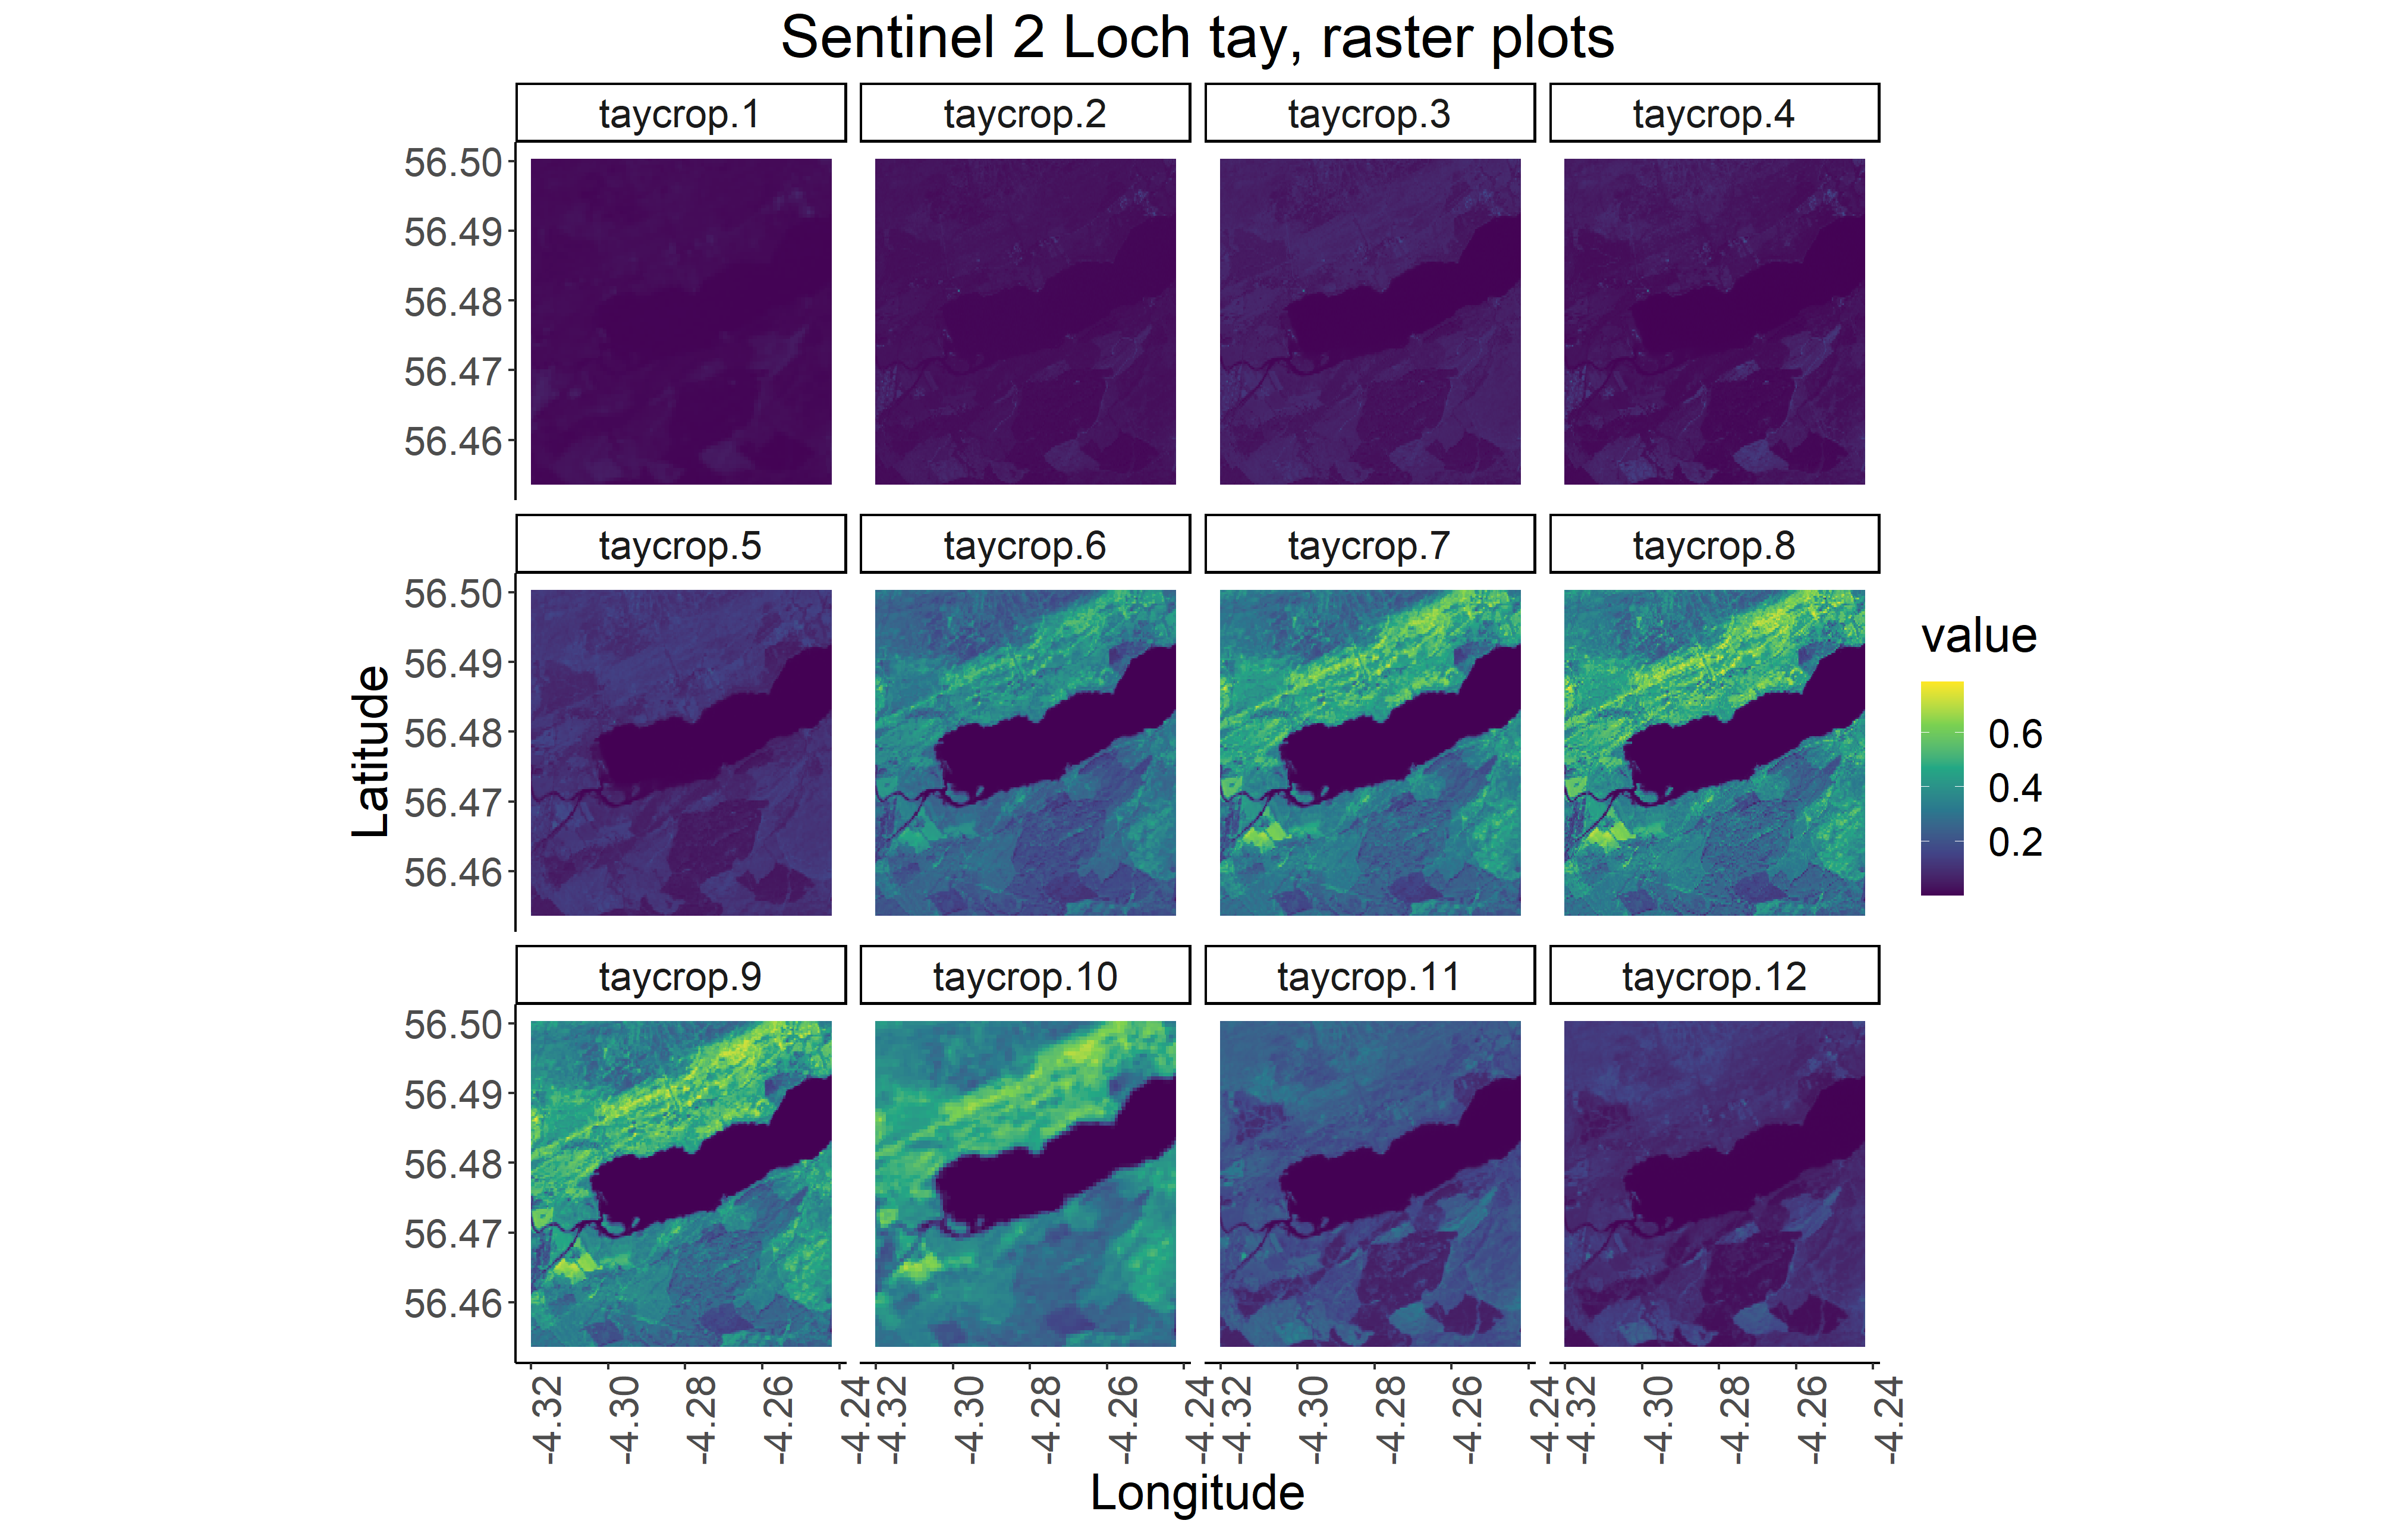 Sentinel 2 Loch tay, raster plots
taycrop.1 taycrop.2 taycrop.3 taycrop.4
56.50
56.49
56.48
56.47
56.46
taycrop.5 taycrop.6 taycrop.7 taycrop.8
56.50
56.49
56.48
56.47
56.46
Latitude
value
0.6
0.4
0.2
taycrop.9 taycrop.10 taycrop.11 taycrop.12
56.50
56.49
56.48
56.47
56.46
-4.32 -4.30 -4.28 -4.26 -4.24 -4.32 -4.30 -4.28 -4.26 -4.24 -4.32 -4.30 -4.28 -4.26 -4.24 -4.32 -4.30 -4.28 -4.26 -4.24
Longitude